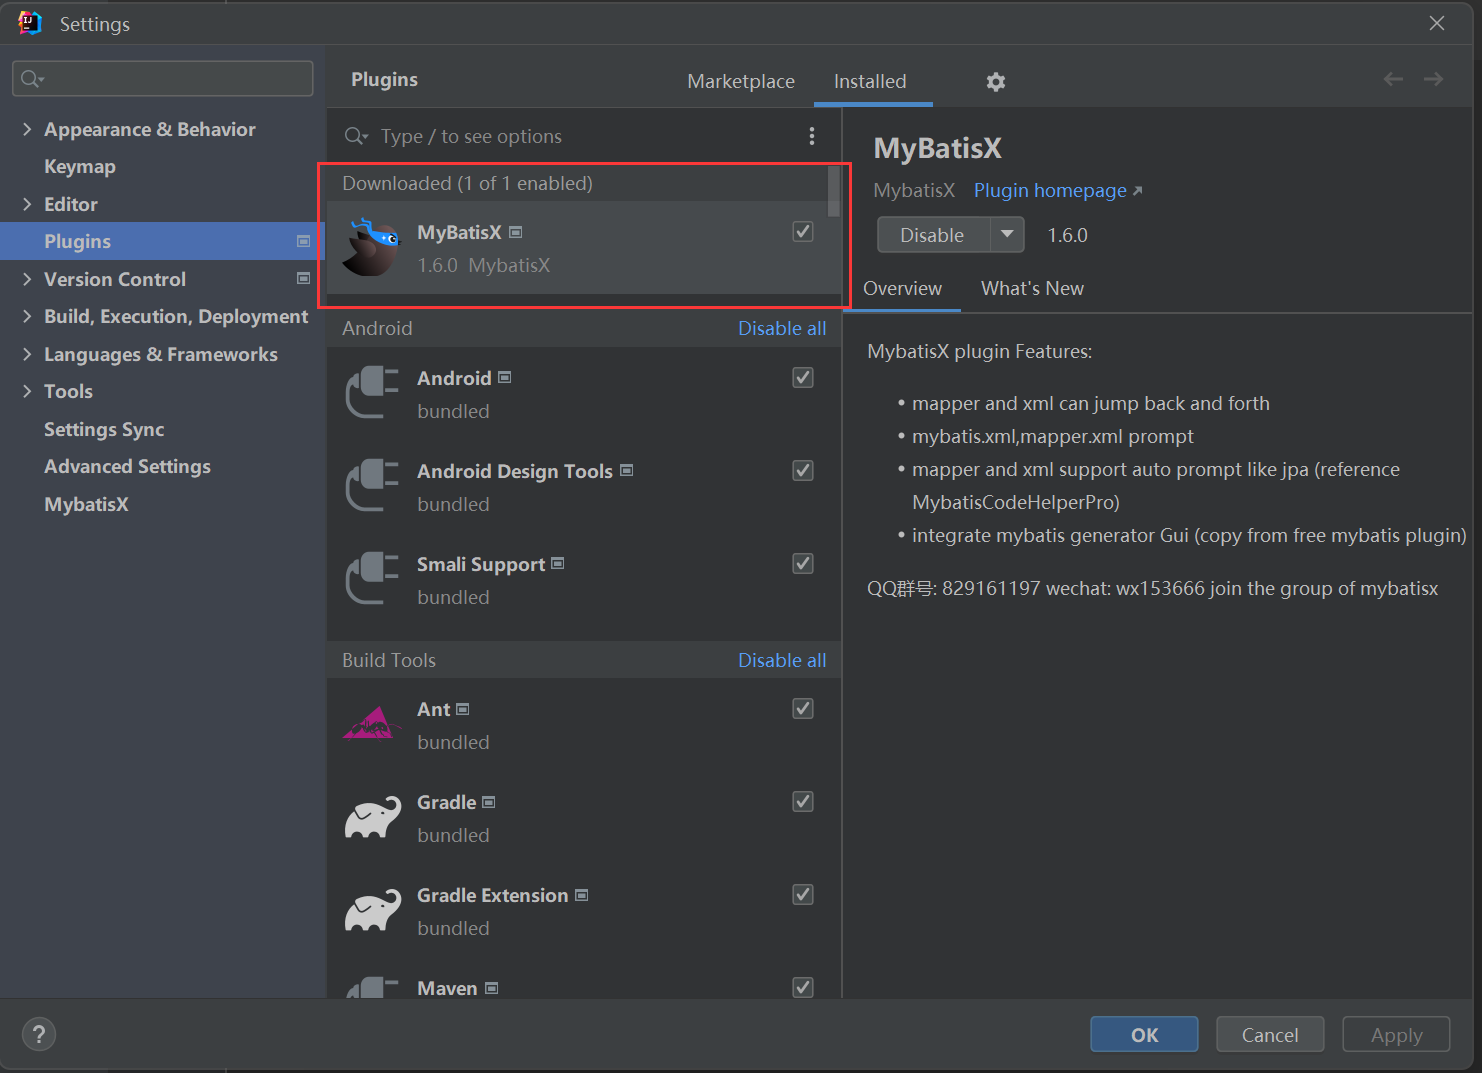 Settings
Plugins
Marketplace
Installed
Appearance & Behavior
Keymap
Editor
Plugins
Version Control
Build, Execution, Deployment
Languages & Frameworks
Tools
Settings Sync
Advanced Settings
MybatisX
Type / to see options
Downloaded (1 of 1 enabled)
MyBatisX
1.6.0 MybatisX
Android
Disable all
Android
bundled
Android Design Tools
bundled
Smali Support
bundled
Build Tools
Disable all
Ant
bundled
Gradle
bundled
Gradle Extension
bundled
Maven
MyBatisX
MybatisX Plugin homepage
Disable
1.6.0
Overview
What's New
MybatisX plugin Features:
• mapper and xml can jump back and forth
• mybatis.xml,mapper.xml prompt
• mapper and xml support auto prompt like jpa (reference
MybatisCodeHelperPro)
• integrate mybatis generator Gui (copy from free mybatis plugin)
QQ群号: 829161197 wechat: wx153666 join the group of mybatisx
?
OK
Cancel
Apply